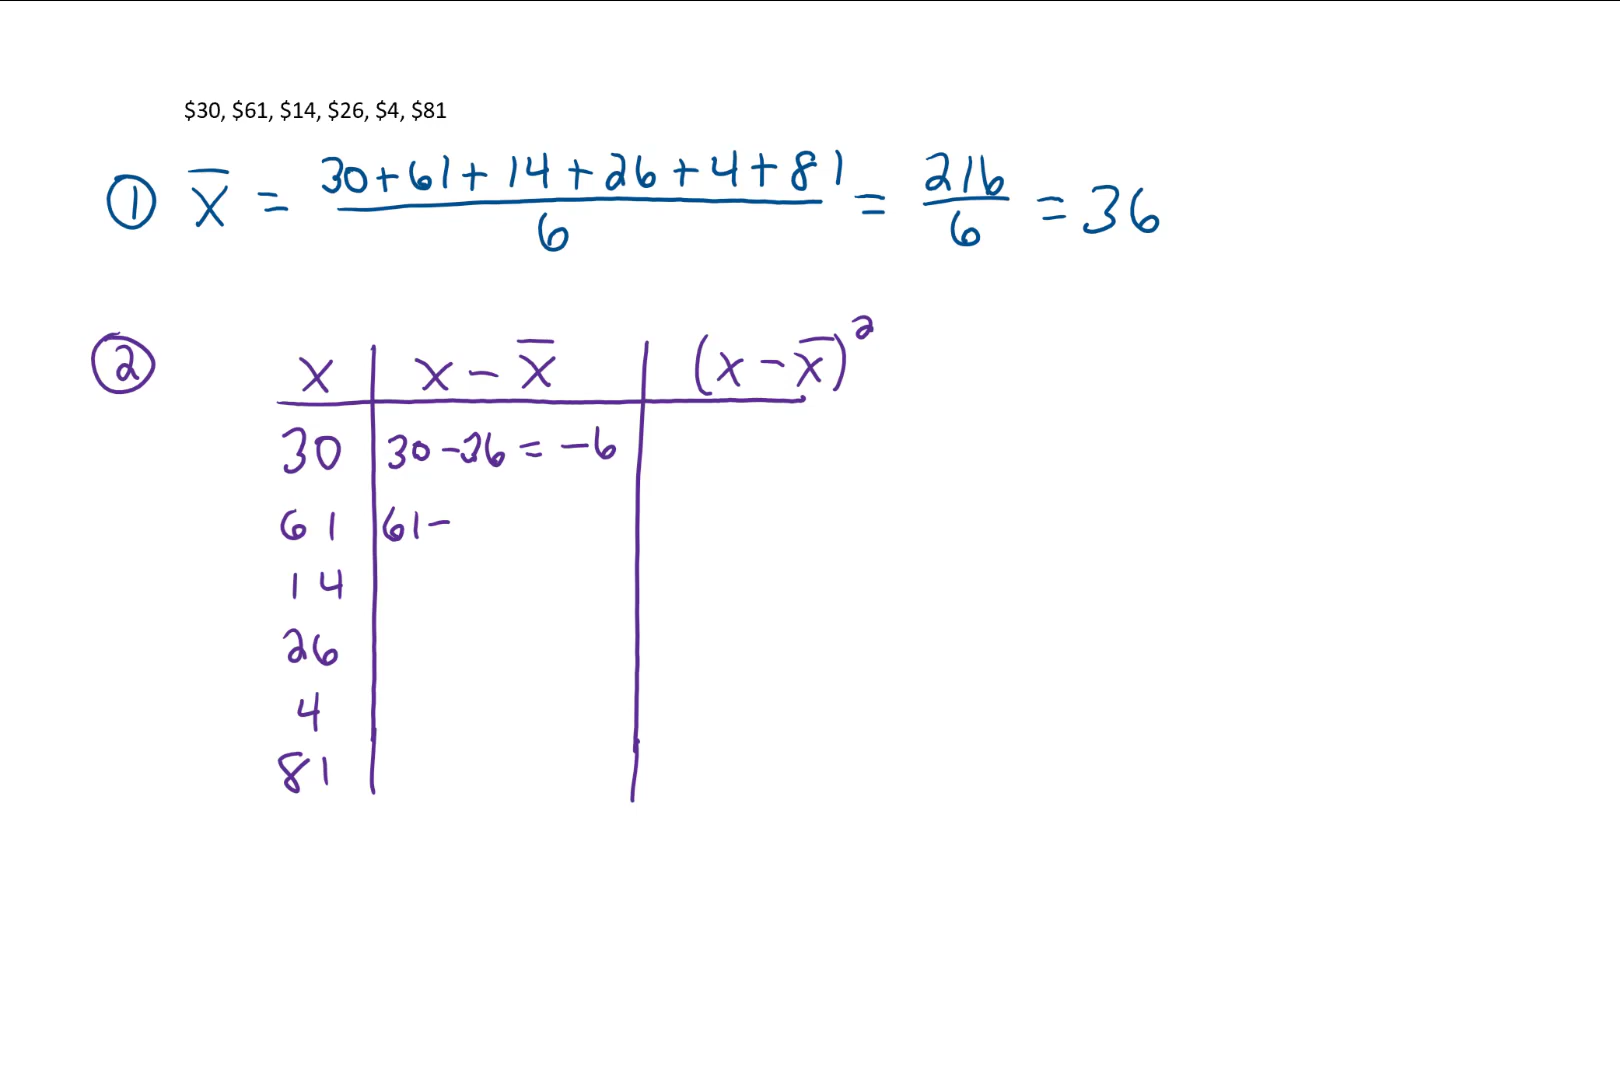 $30, $61, $14, $26, $4, $81
① x̄ = (30+61+14+26+4+81)/6 = 216/6 = 36
②
x | x - x̄ | (x - x̄)²
30 | 30-36 = -6
61 | 61-
14
26
4
81